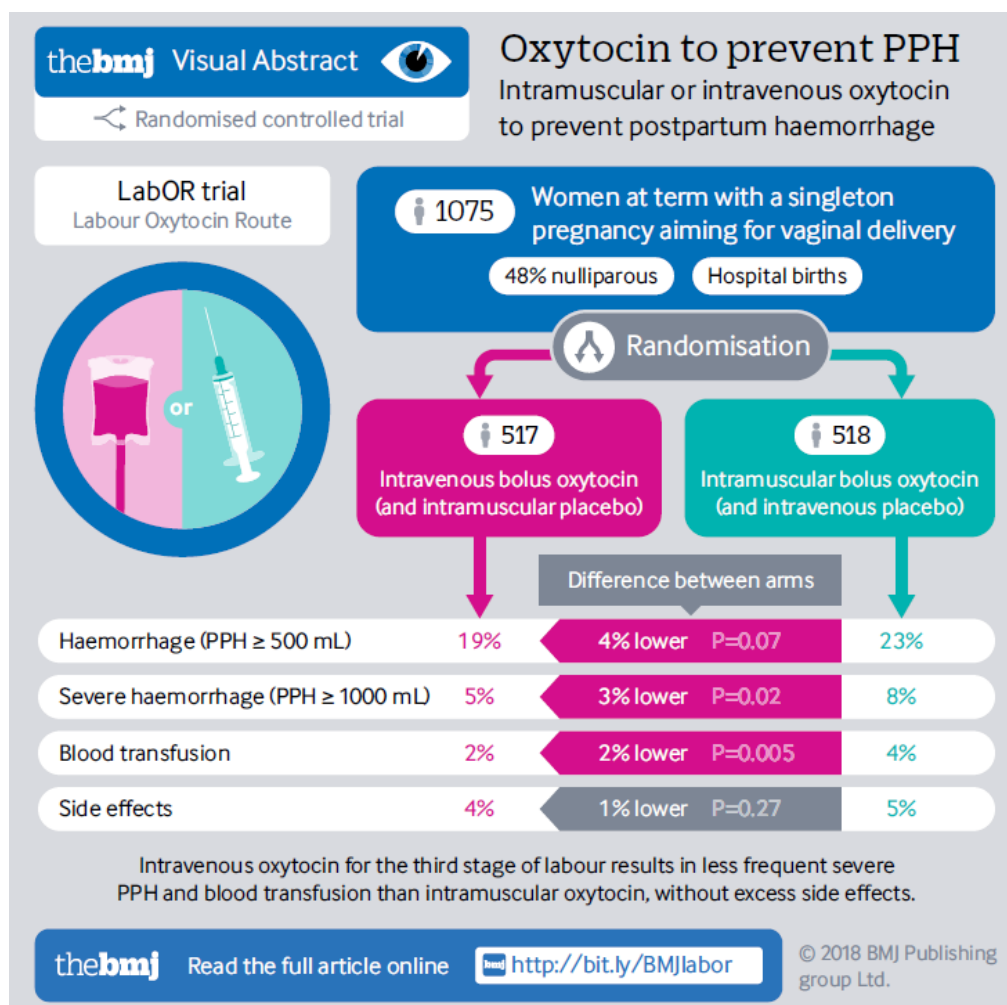 thebmj Visual Abstract
Randomised controlled trial
Oxytocin to prevent PPH
Intramuscular or intravenous oxytocin
to prevent postpartum haemorrhage
LabOR trial
Labour Oxytocin Route
or
1075
Women at term with a singleton
pregnancy aiming for vaginal delivery
48% nulliparous Hospital births
Randomisation
517
Intravenous bolus oxytocin
(and intramuscular placebo)
518
Intramuscular bolus oxytocin
(and intravenous placebo)
Difference between arms
Haemorrhage (PPH ≥ 500 mL) 19% 4% lower P=0.07 23%
Severe haemorrhage (PPH ≥ 1000 mL) 5% 3% lower P=0.02 8%
Blood transfusion 2% 2% lower P=0.005 4%
Side effects 4% 1% lower P=0.27 5%
Intravenous oxytocin for the third stage of labour results in less frequent severe
PPH and blood transfusion than intramuscular oxytocin, without excess side effects.
thebmj Read the full article online bmj http://bit.ly/BMJlabor
© 2018 BMJ Publishing
group Ltd.